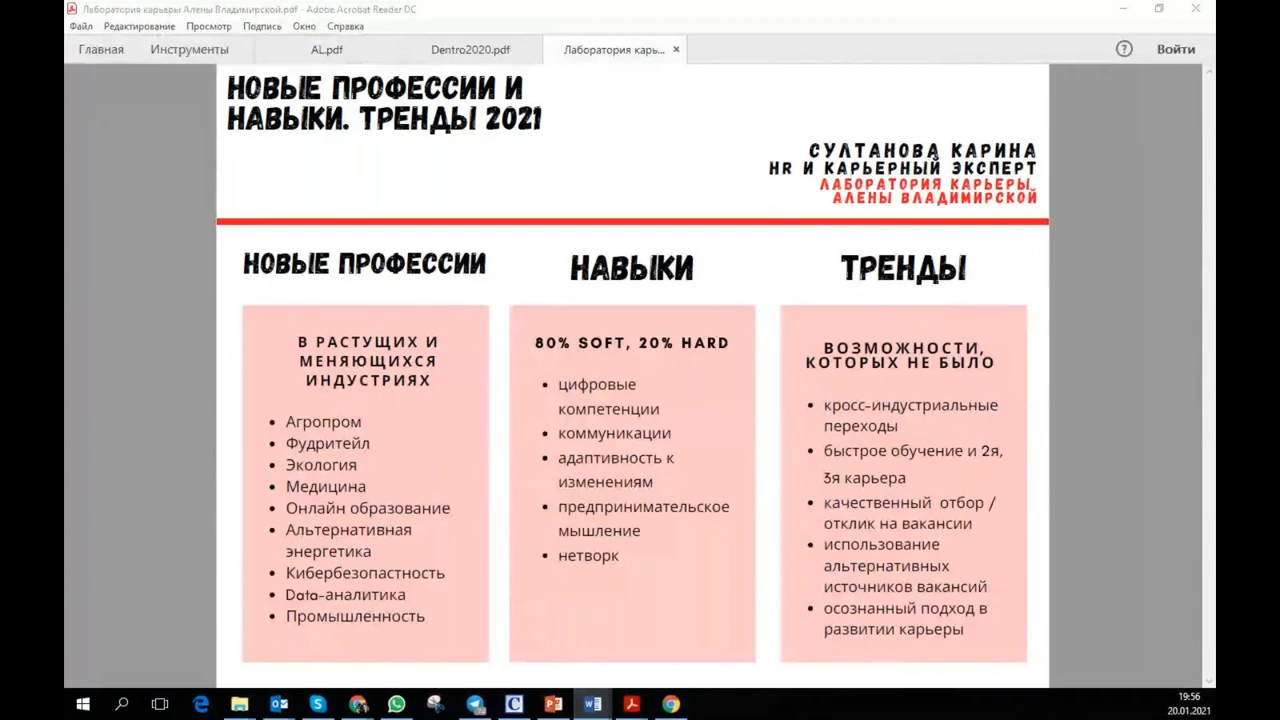 Лаборатория карьеры Алены Владимирской.pdf - Adobe Acrobat Reader DC
Файл Редактирование Просмотр Подпись Окно Справка
Главная Инструменты AL.pdf Dentro2020.pdf Лаборатория карь... × ? Войти
НОВЫЕ ПРОФЕССИИ И
НАВЫКИ. ТРЕНДЫ 2021
СУЛТАНОВА КАРИНА
HR И КАРЬЕРНЫЙ ЭКСПЕРТ
ЛАБОРАТОРИЯ КАРЬЕРЫ
АЛЕНЫ ВЛАДИМИРСКОЙ
НОВЫЕ ПРОФЕССИИ
В РАСТУЩИХ И
МЕНЯЮЩИХСЯ
ИНДУСТРИЯХ
• Агропром
• Фудритейл
• Экология
• Медицина
• Онлайн образование
• Альтернативная
энергетика
• Кибербезопастность
• Data-аналитика
• Промышленность
НАВЫКИ
80% SOFT, 20% HARD
• цифровые
компетенции
• коммуникации
• адаптивность к
изменениям
• предпринимательское
мышление
• нетворк
ТРЕНДЫ
ВОЗМОЖНОСТИ,
КОТОРЫХ НЕ БЫЛО
• кросс-индустриальные
переходы
• быстрое обучение и 2я,
3я карьера
• качественный отбор /
отклик на вакансии
• использование
альтернативных
источников вакансий
• осознанный подход в
развитии карьеры
19:56
20.01.2021